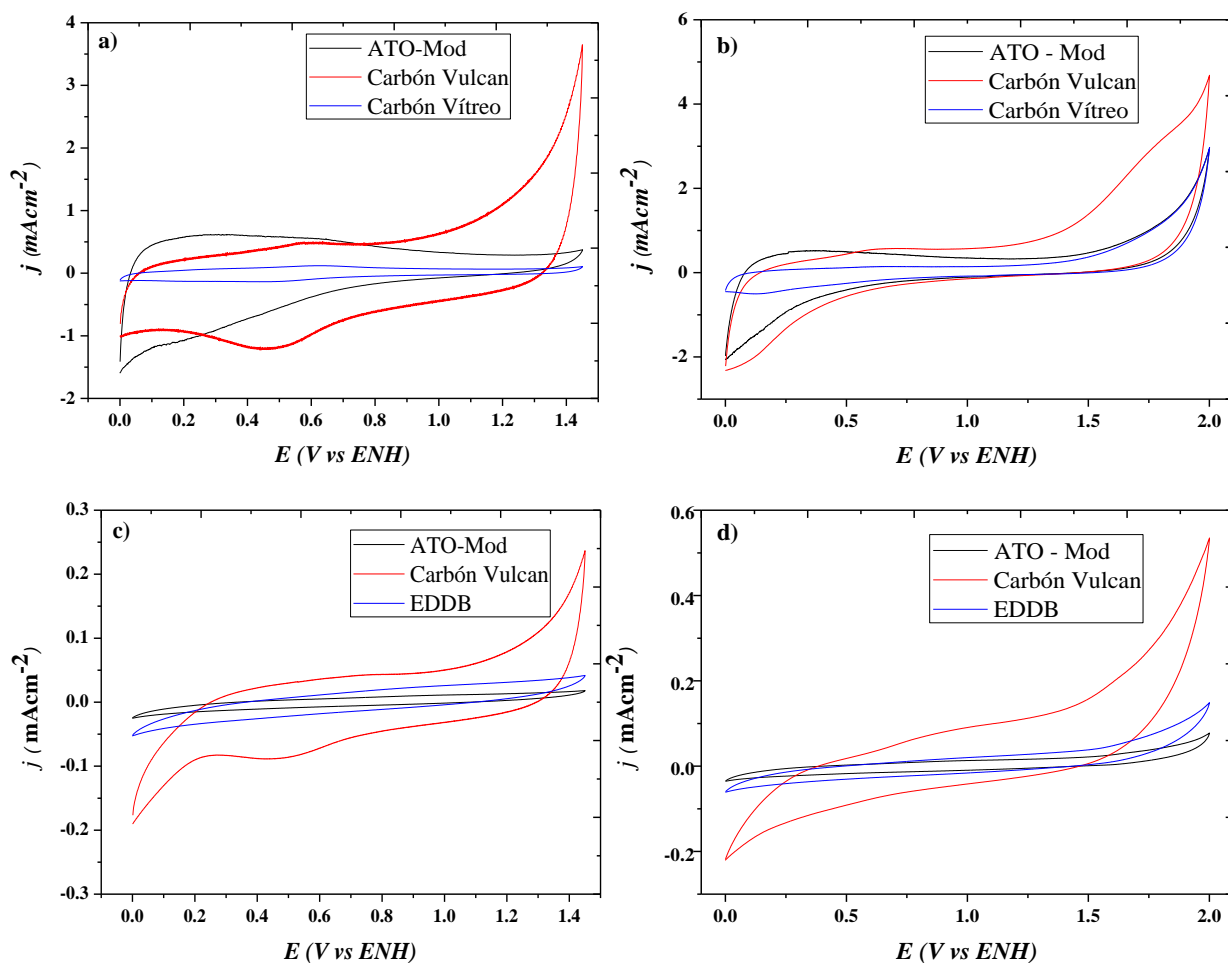 a)
ATO-Mod
Carbón Vulcan
Carbón Vítreo
4
3
2
1
0
-1
-2
j (mAcm-2)
0.0 0.2 0.4 0.6 0.8 1.0 1.2 1.4
E (V vs ENH)
b)
ATO - Mod
Carbón Vulcan
Carbón Vítreo
6
4
2
0
-2
j (mAcm-2)
0.0 0.5 1.0 1.5 2.0
E (V vs ENH)
c)
ATO-Mod
Carbón Vulcan
EDDB
0.3
0.2
0.1
0.0
-0.1
-0.2
-0.3
j ( mAcm-2)
0.0 0.2 0.4 0.6 0.8 1.0 1.2 1.4
E (V vs ENH)
d)
ATO - Mod
Carbón Vulcan
EDDB
0.6
0.4
0.2
0.0
-0.2
j ( mAcm-2)
0.0 0.5 1.0 1.5 2.0
E (V vs ENH)